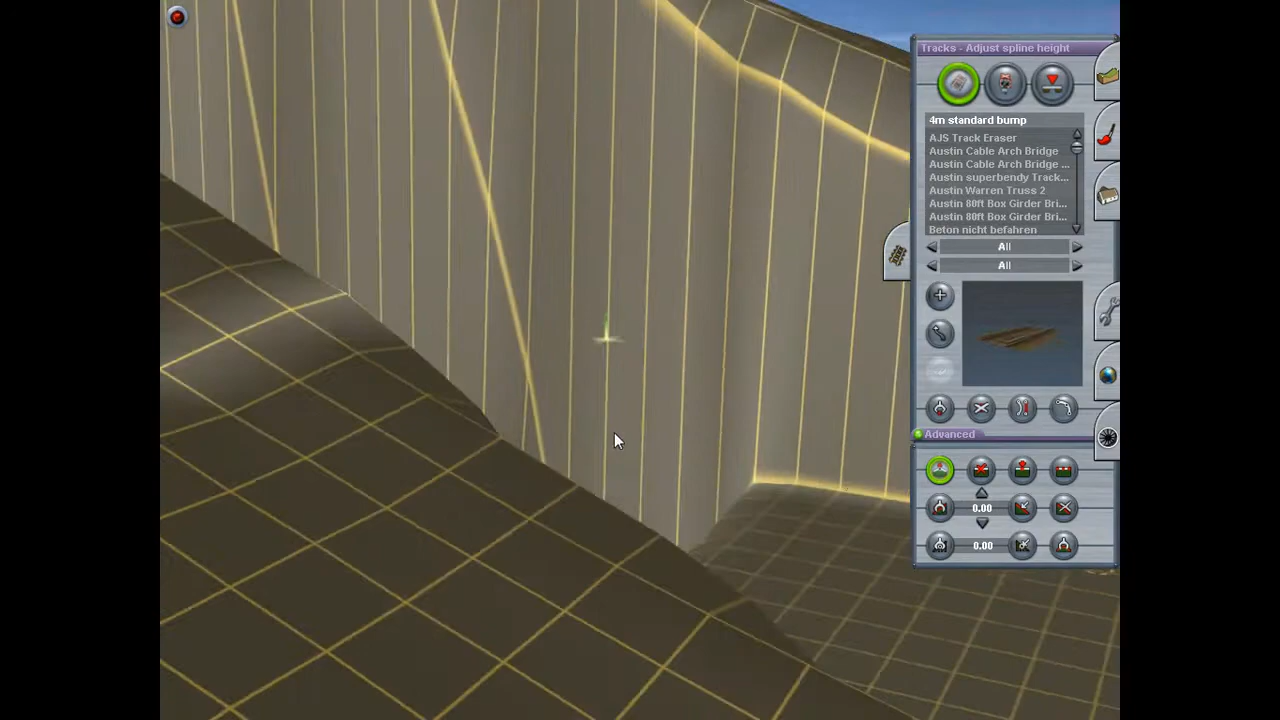 Tracks - Adjust spline height
4m standard bump
AJS Track Eraser
Austin Cable Arch Bridge
Austin Cable Arch Bridge ...
Austin superbendy Track...
Austin Warren Truss 2
Austin 80ft Box Girder Bri...
Austin 80ft Box Girder Bri...
Beton nicht befahren
All
All
Advanced
0.00
0.00